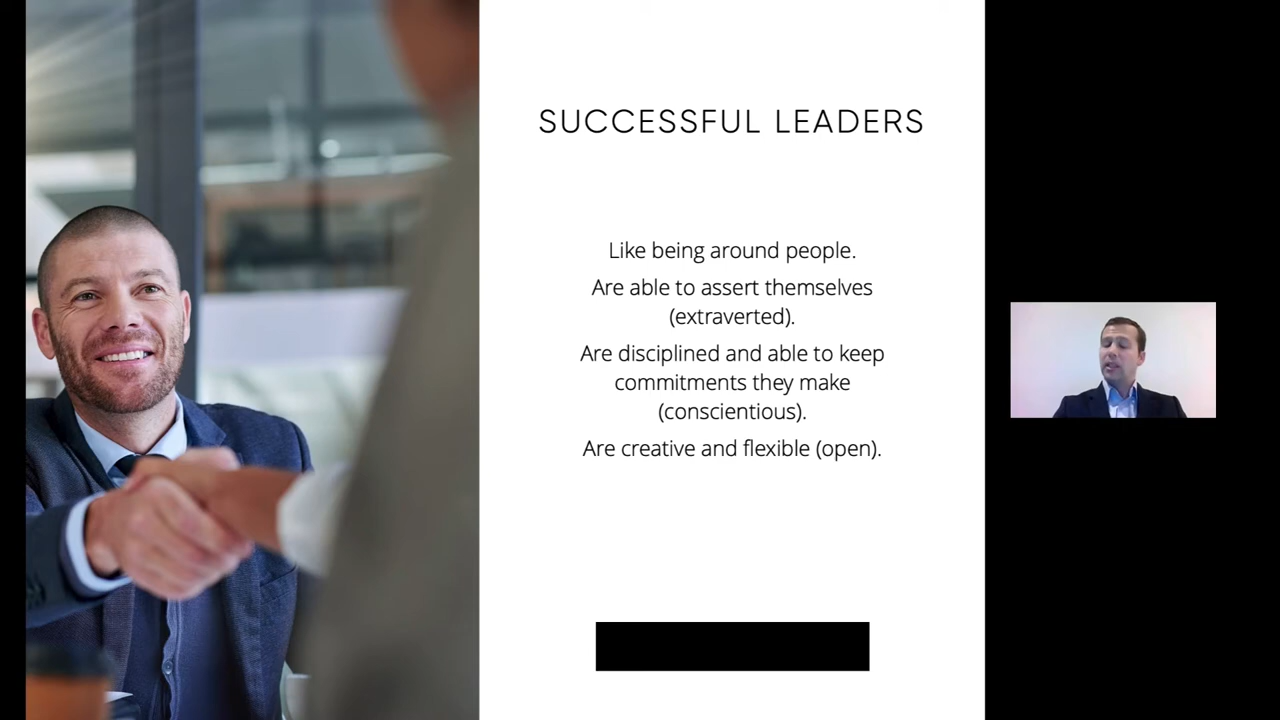 SUCCESSFUL LEADERS
Like being around people.
Are able to assert themselves
(extraverted).
Are disciplined and able to keep
commitments they make
(conscientious).
Are creative and flexible (open).